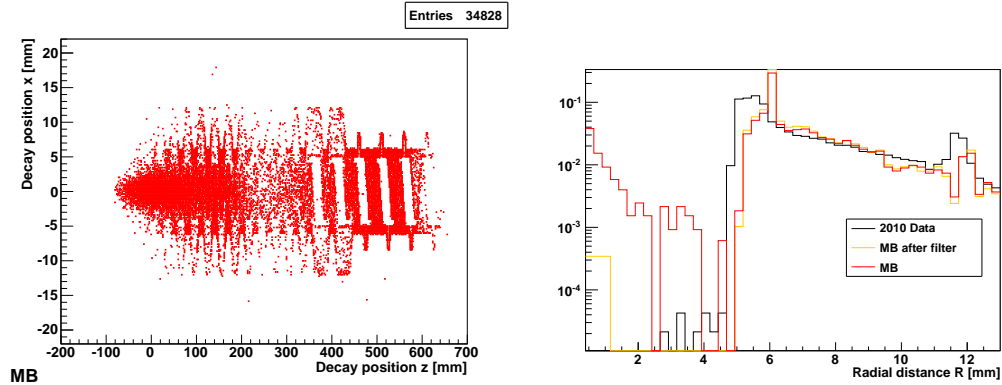 Entries 34828
Decay position x [mm]
20
15
10
5
0
-5
-10
-15
-20
-200 -100 0 100 200 300 400 500 600 700
Decay position z [mm]
MB
10-1
10-2
10-3
10-4
2010 Data
MB after filter
MB
2 4 6 8 10 12
Radial distance R [mm]